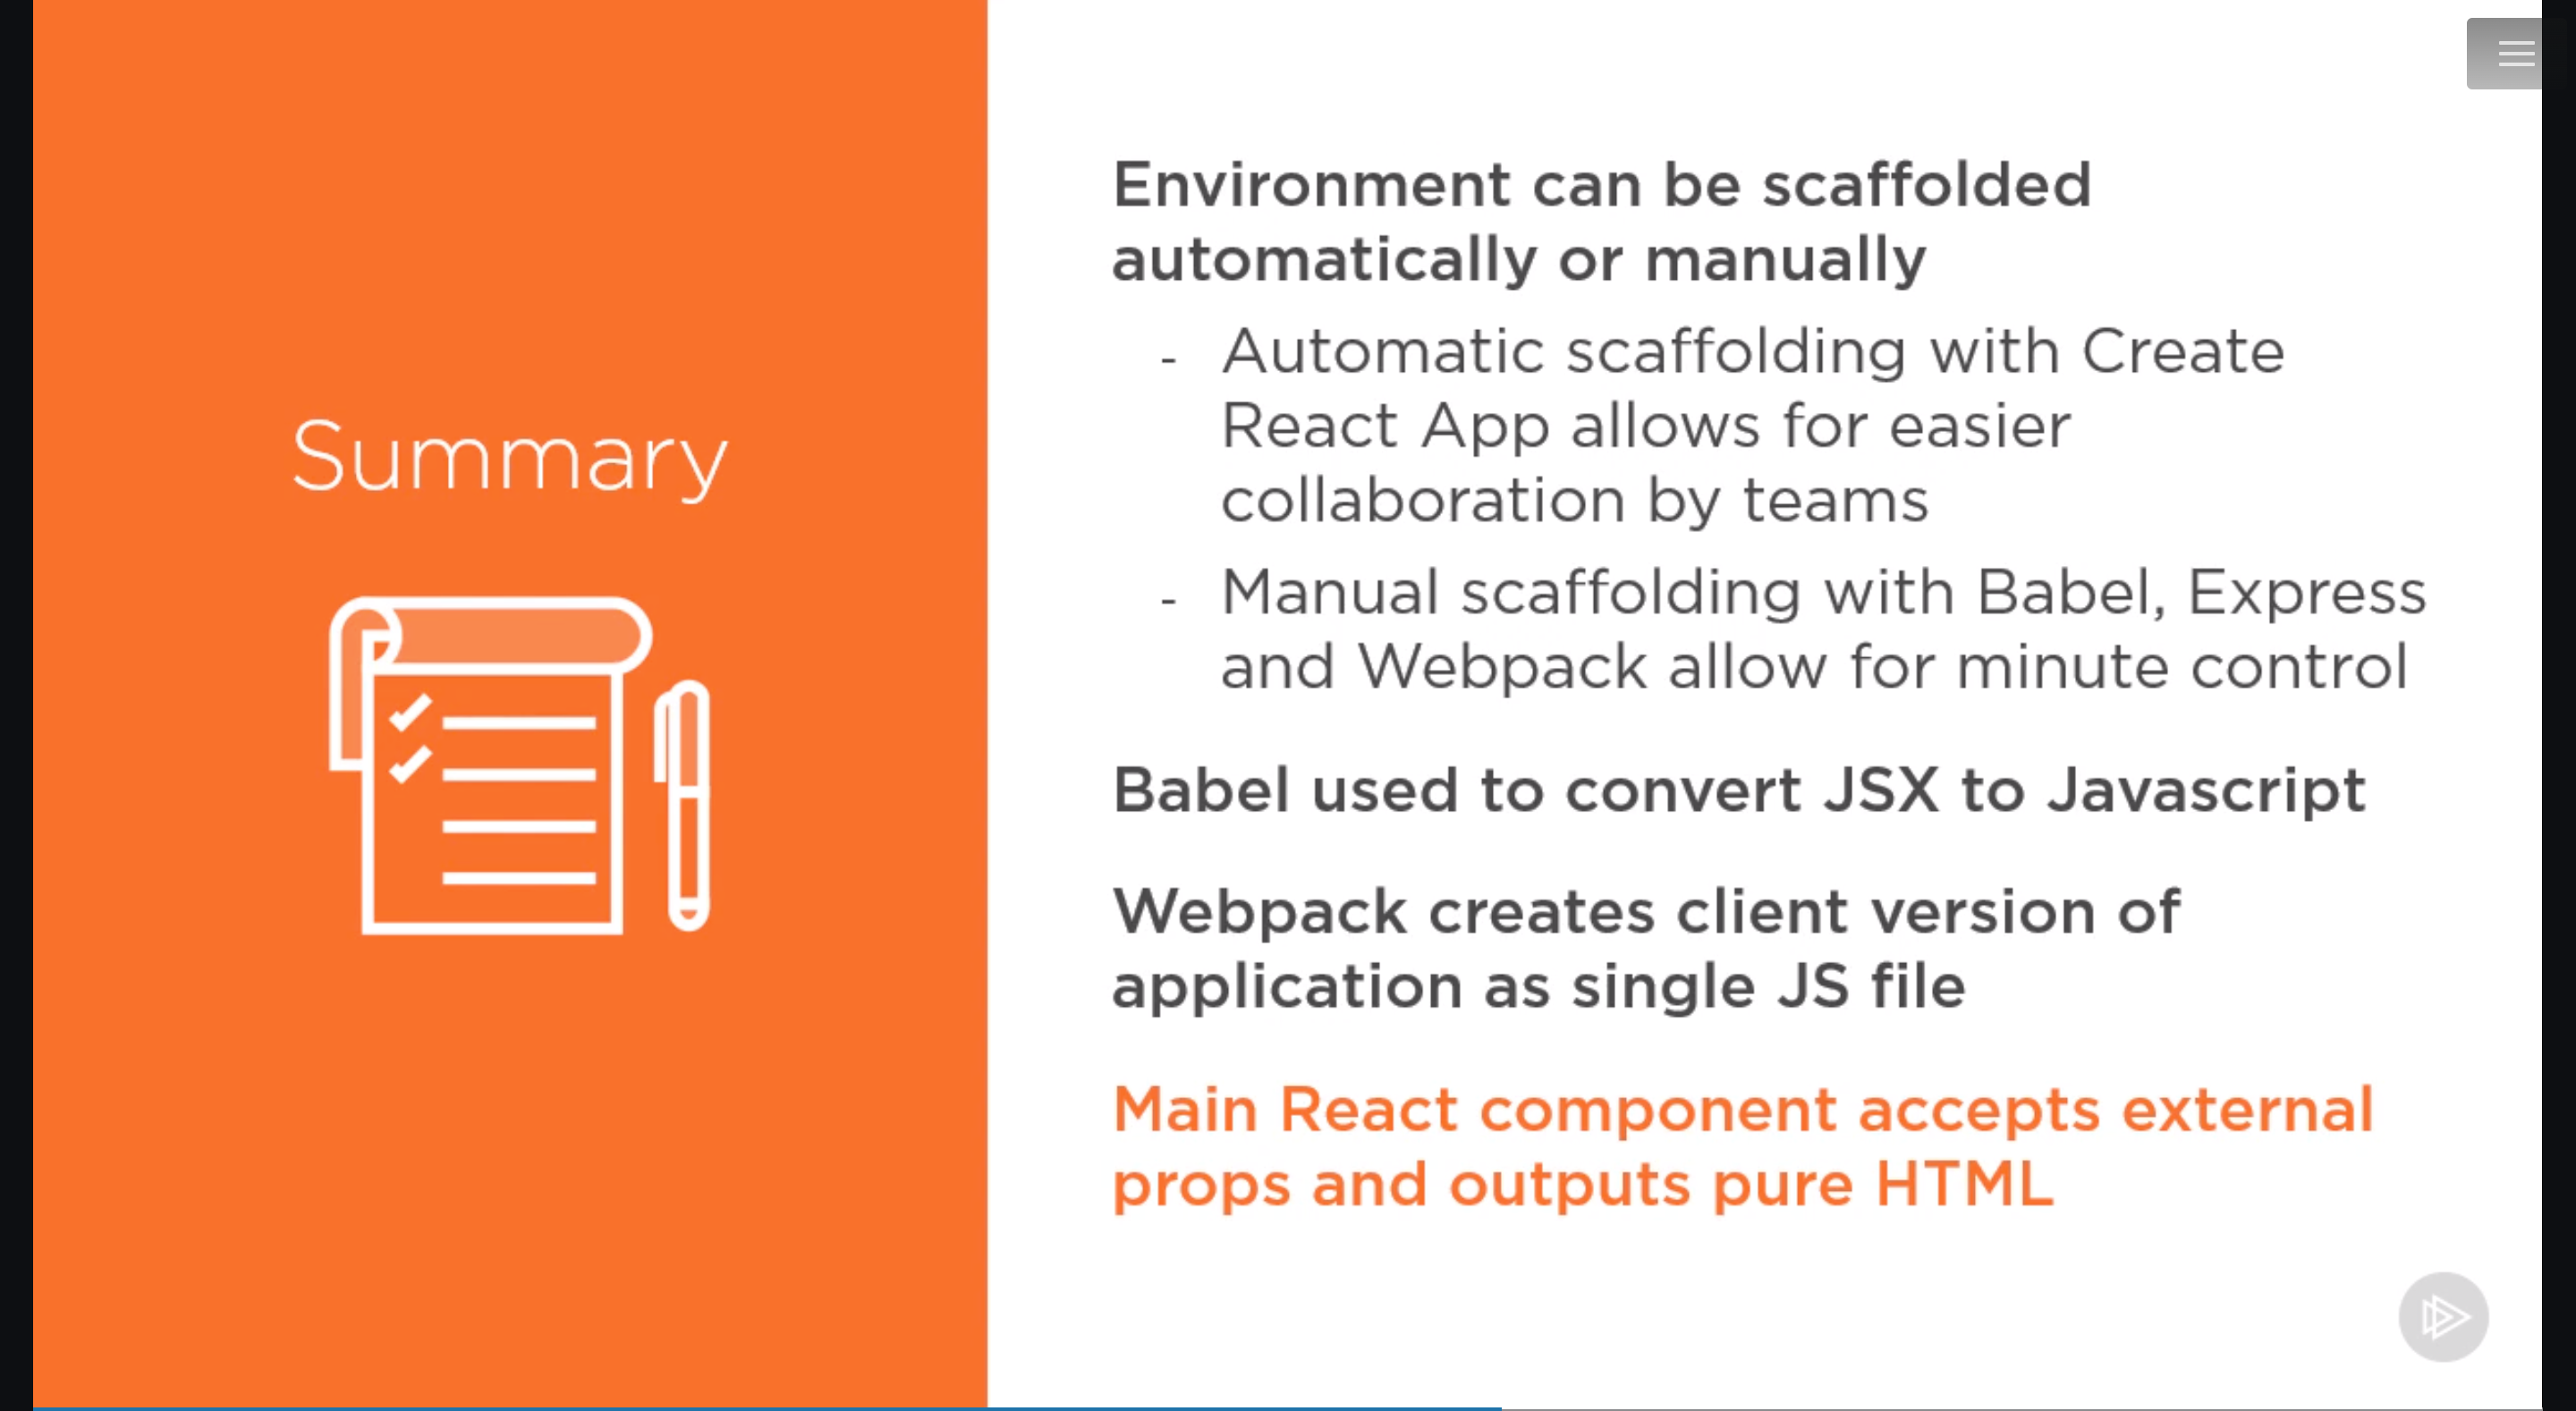 Summary
Environment can be scaffolded
automatically or manually
- Automatic scaffolding with Create
React App allows for easier
collaboration by teams
- Manual scaffolding with Babel, Express
and Webpack allow for minute control
Babel used to convert JSX to Javascript
Webpack creates client version of
application as single JS file
Main React component accepts external
props and outputs pure HTML